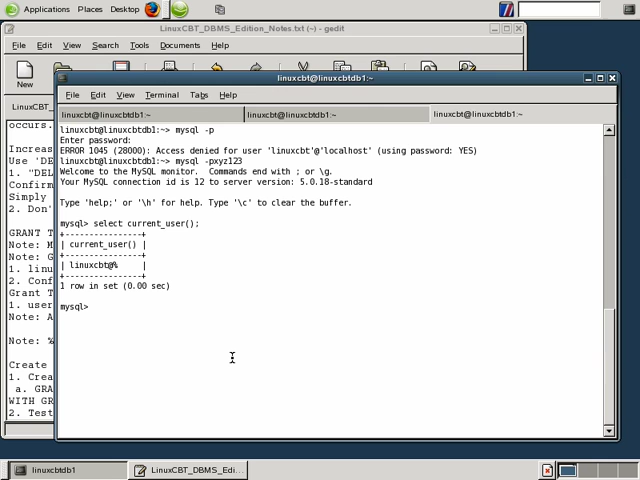 Applications Places Desktop
LinuxCBT_DBMS_Edition_Notes.txt (~) - gedit
File Edit View Search Tools Documents Help
New
LinuxCBT_
occurs.
Increas
Use 'DE
1. "DEL
Confirm
Simply
2. Don'
GRANT T
Note: M
Note: G
1. linu
2. Conf
Grant T
1. user
Note: A
Note: %
Create
1. Crea
a. GRA
WITH GR
2. Test
linuxcbt@linuxcbtdb1:~
File Edit View Terminal Tabs Help
linuxcbt@linuxcbtdb1:~ linuxcbt@linuxcbtdb1:~ linuxcbt@linuxcbtdb1:~
linuxcbt@linuxcbtdb1:~> mysql -p
Enter password:
ERROR 1045 (28000): Access denied for user 'linuxcbt'@'localhost' (using password: YES)
linuxcbt@linuxcbtdb1:~> mysql -pxyz123
Welcome to the MySQL monitor.  Commands end with ; or \g.
Your MySQL connection id is 12 to server version: 5.0.18-standard
Type 'help;' or '\h' for help. Type '\c' to clear the buffer.
mysql> select current_user();
+----------------+
| current_user() |
+----------------+
| linuxcbt@%     |
+----------------+
1 row in set (0.00 sec)
mysql>
linuxcbtdb1 LinuxCBT_DBMS_Edi...